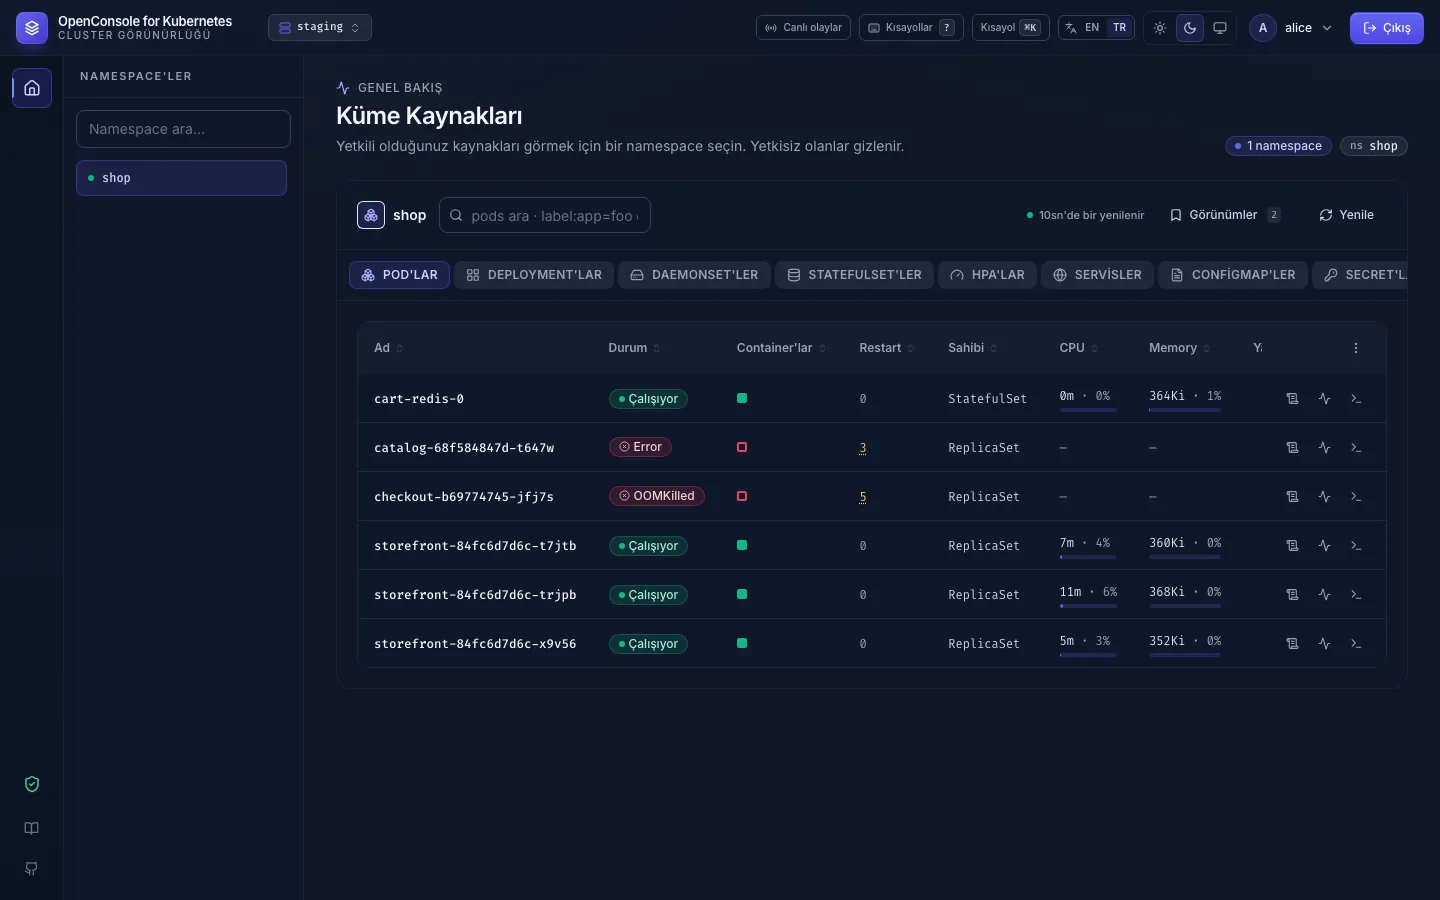 OpenConsole for Kubernetes
CLUSTER GÖRÜNÜRLÜĞÜ
staging
Canlı olaylar
Kısayollar ?
Kısayol ⌘K
EN TR
A alice
Çıkış
NAMESPACE'LER
Namespace ara...
shop
GENEL BAKIŞ
Küme Kaynakları
Yetkili olduğunuz kaynakları görmek için bir namespace seçin. Yetkisiz olanlar gizlenir.
1 namespace
ns shop
shop
pods ara · label:app=foo
10sn'de bir yenilenir
Görünümler 2
Yenile
POD'LAR DEPLOYMENT'LAR DAEMONSET'LER STATEFULSET'LER HPA'LAR SERVİSLER CONFİGMAP'LER SECRET'L
Ad Durum Container'lar Restart Sahibi CPU Memory
cart-redis-0 Çalışıyor 0 StatefulSet 0m · 0% 364Ki · 1%
catalog-68f584847d-t647w Error 3 ReplicaSet — —
checkout-b69774745-jfj7s OOMKilled 5 ReplicaSet — —
storefront-84fc6d7d6c-t7jtb Çalışıyor 0 ReplicaSet 7m · 4% 360Ki · 0%
storefront-84fc6d7d6c-trjpb Çalışıyor 0 ReplicaSet 11m · 6% 368Ki · 0%
storefront-84fc6d7d6c-x9v56 Çalışıyor 0 ReplicaSet 5m · 3% 352Ki · 0%